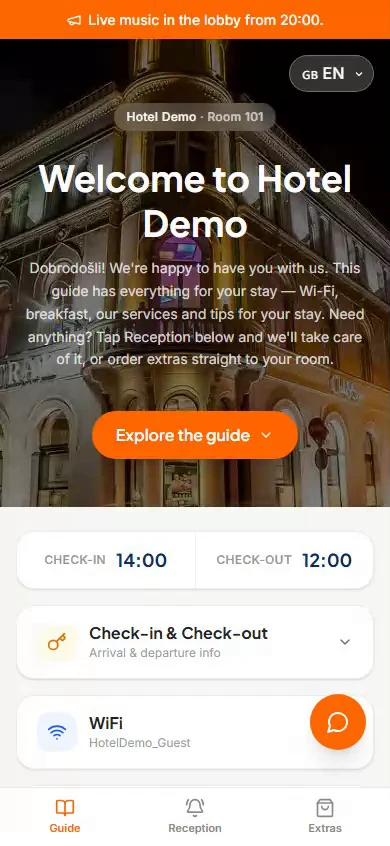 Live music in the lobby from 20:00.
GB EN
Hotel Demo · Room 101
Welcome to Hotel
Demo
Dobrodošli! We're happy to have you with us. This
guide has everything for your stay — Wi-Fi,
breakfast, our services and tips for your stay. Need
anything? Tap Reception below and we'll take care
of it, or order extras straight to your room.
Explore the guide
CHECK-IN 14:00
CHECK-OUT 12:00
Check-in & Check-out
Arrival & departure info
WiFi
HotelDemo_Guest
Guide
Reception
Extras